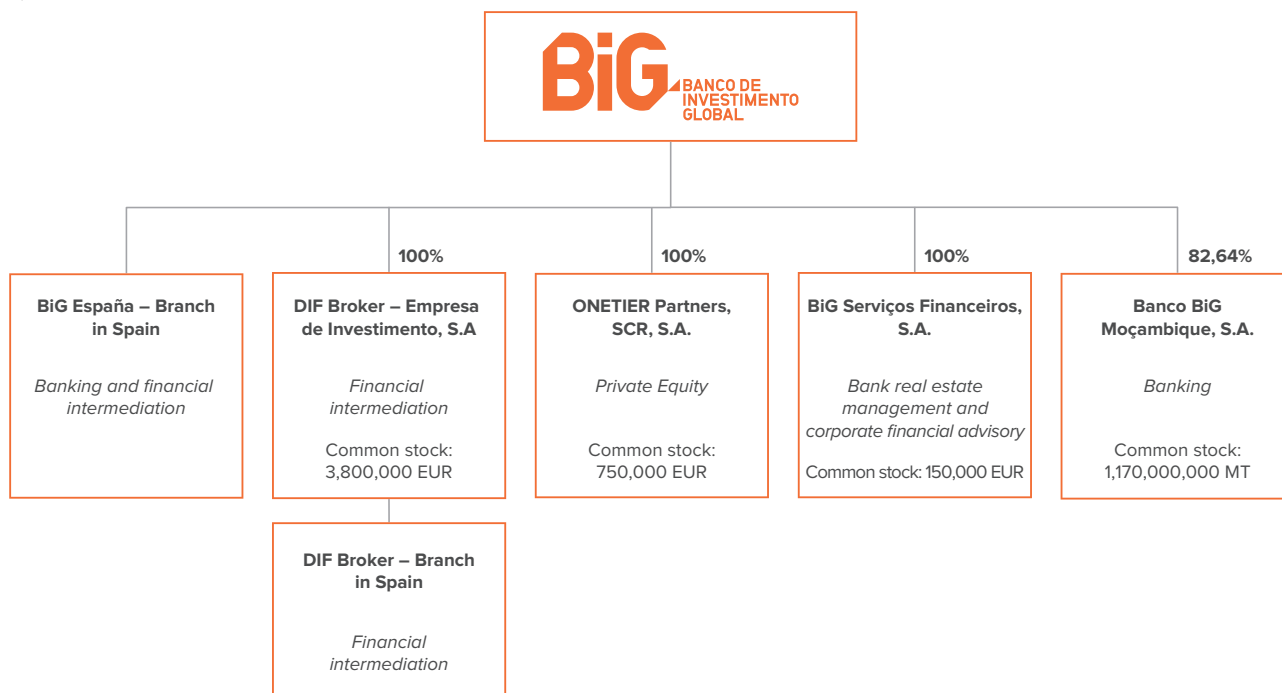 BiG
BANCO DE
INVESTIMENTO
GLOBAL
BiG España – Branch
in Spain
Banking and financial
intermediation
100%
DIF Broker – Empresa
de Investimento, S.A
Financial
intermediation
Common stock:
3,800,000 EUR
DIF Broker – Branch
in Spain
Financial
intermediation
100%
ONETIER Partners,
SCR, S.A.
Private Equity
Common stock:
750,000 EUR
100%
BiG Serviços Financeiros,
S.A.
Bank real estate
management and
corporate financial advisory
Common stock: 150,000 EUR
82,64%
Banco BiG
Moçambique, S.A.
Banking
Common stock:
1,170,000,000 MT